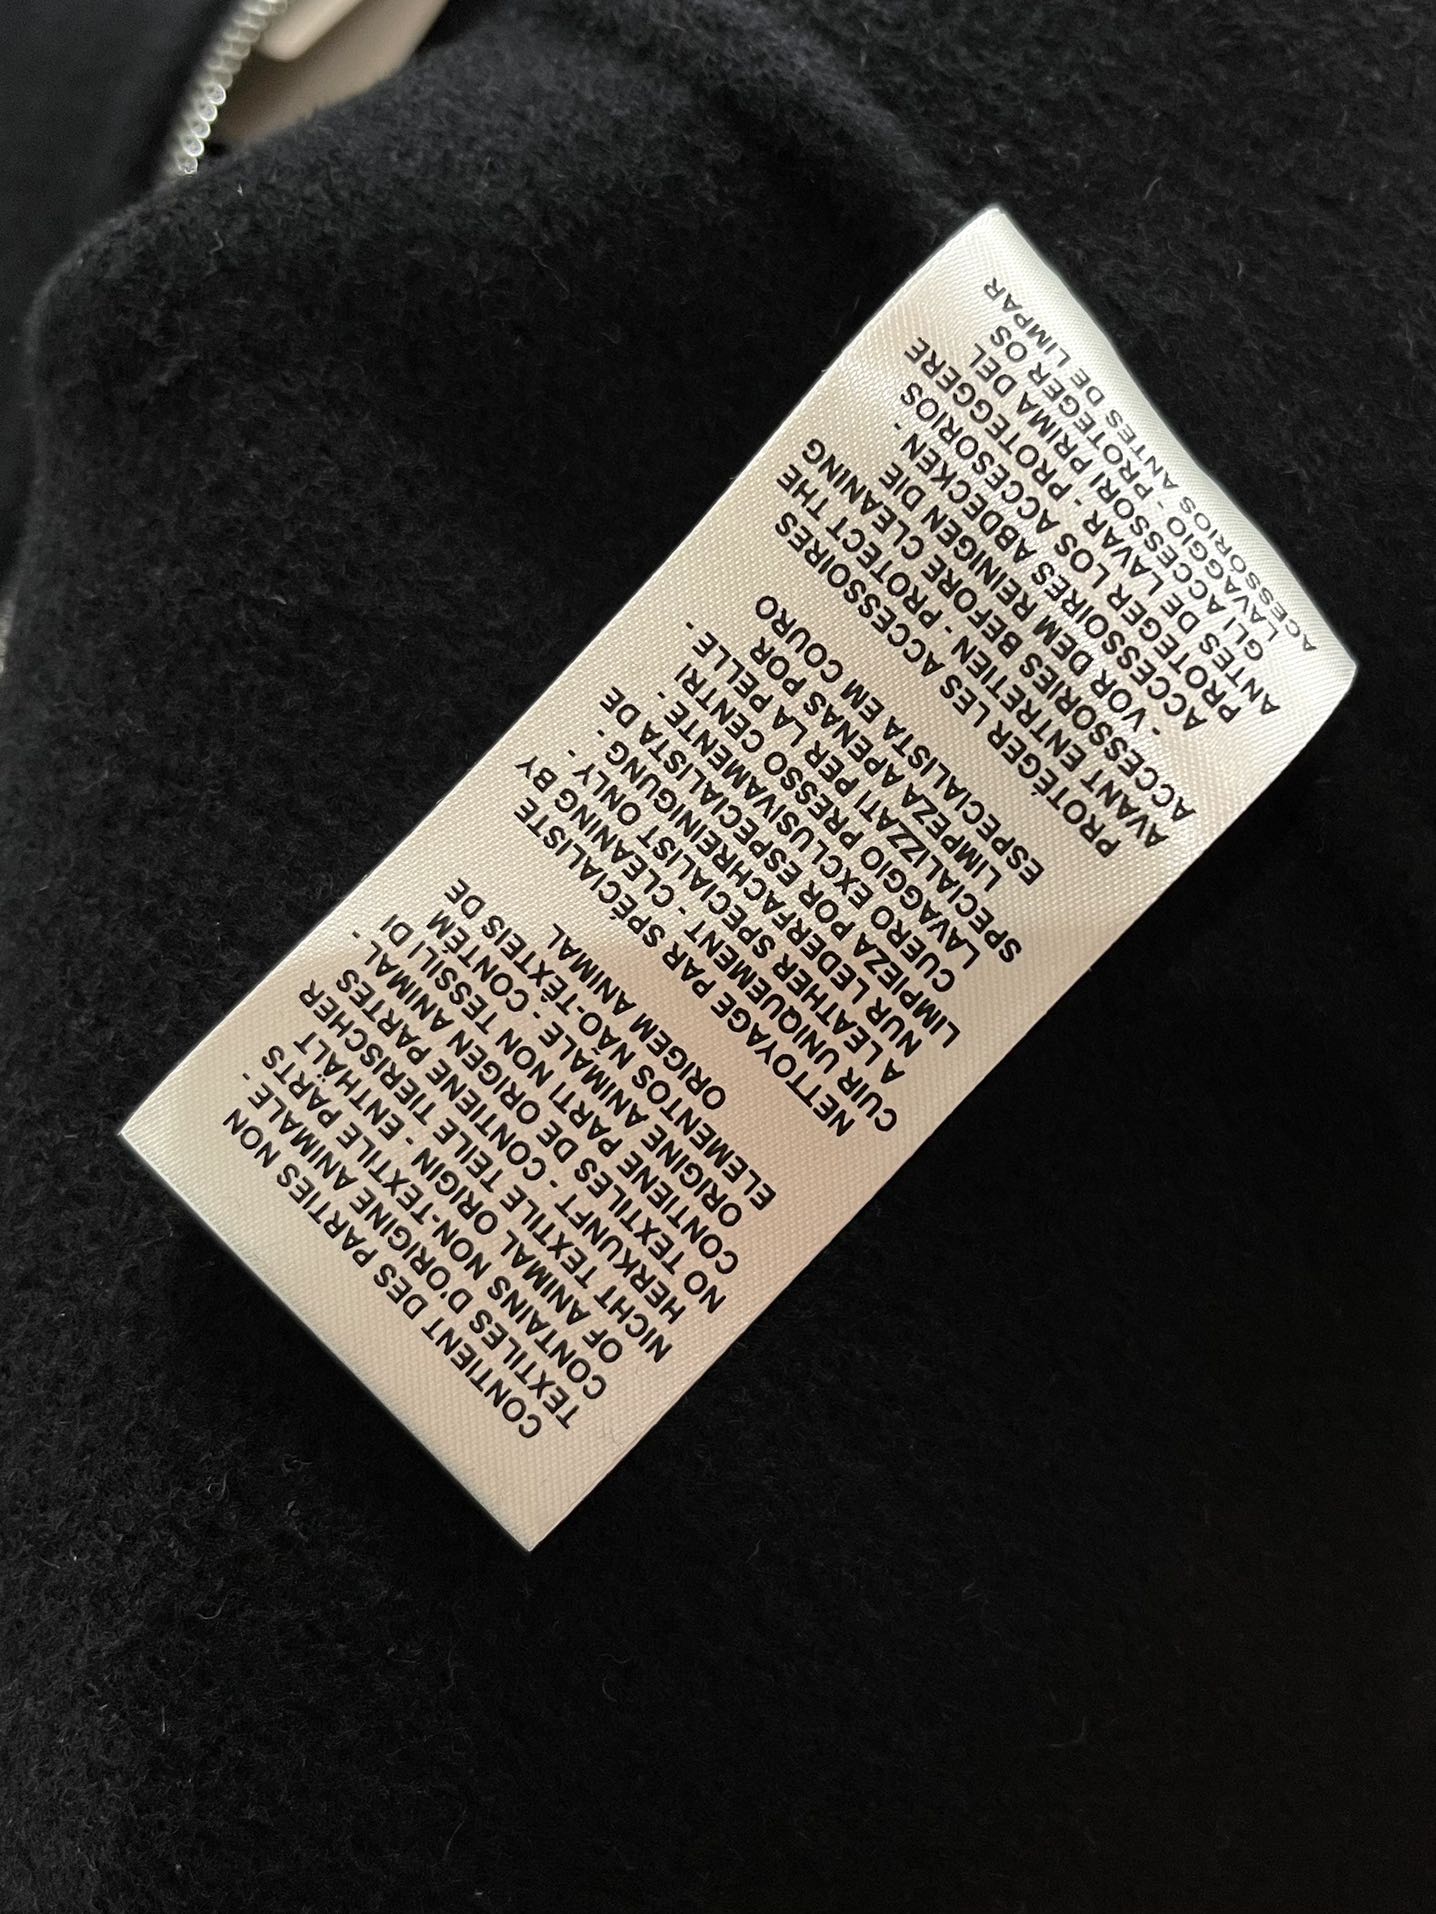 CONTIENT DES PARTIES NON
TEXTILES D'ORIGINE ANIMALE -
CONTAINS NON-TEXTILE PARTS
OF ANIMAL ORIGIN - ENTHÄLT
NICHT TEXTILE TEILE TIERISCHER
HERKUNFT - CONTIENE PARTES
NO TEXTILES DE ORIGEN ANIMAL -
CONTIENE PARTI NON TESSILI DI
ORIGINE ANIMALE - CONTÉM
ELEMENTOS NÃO-TÊXTEIS DE
ORIGEM ANIMAL
NETTOYAGE PAR SPÉCIALISTE
CUIR UNIQUEMENT - CLEANING BY
A LEATHER SPECIALIST ONLY -
NUR LEDERFACHREINIGUNG -
LIMPIEZA POR ESPECIALISTA DE
CUERO EXCLUSIVAMENTE -
LAVAGGIO PRESSO CENTRI
SPECIALIZZATI PER LA PELLE -
LIMPEZA APENAS POR
ESPECIALISTA EM COURO
PROTÉGER LES ACCESSOIRES
AVANT ENTRETIEN - PROTECT THE
ACCESSORIES BEFORE CLEANING
- VOR DEM REINIGEN DIE
ACCESSOIRES ABDECKEN -
PROTEGER LOS ACCESORIOS
ANTES DE LAVAR - PROTEGGERE
GLI ACCESSORI PRIMA DEL
LAVAGGIO - PROTEGER OS
ACESSÓRIOS ANTES DE LIMPAR